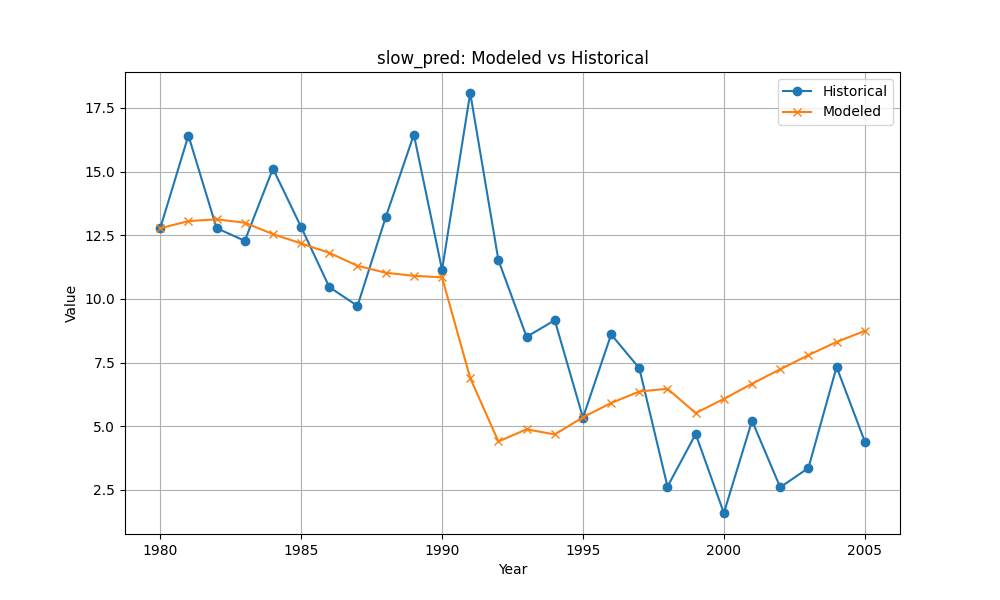 slow_pred: Modeled vs Historical
Historical
Modeled
Value
17.5
15.0
12.5
10.0
7.5
5.0
2.5
1980 1985 1990 1995 2000 2005
Year